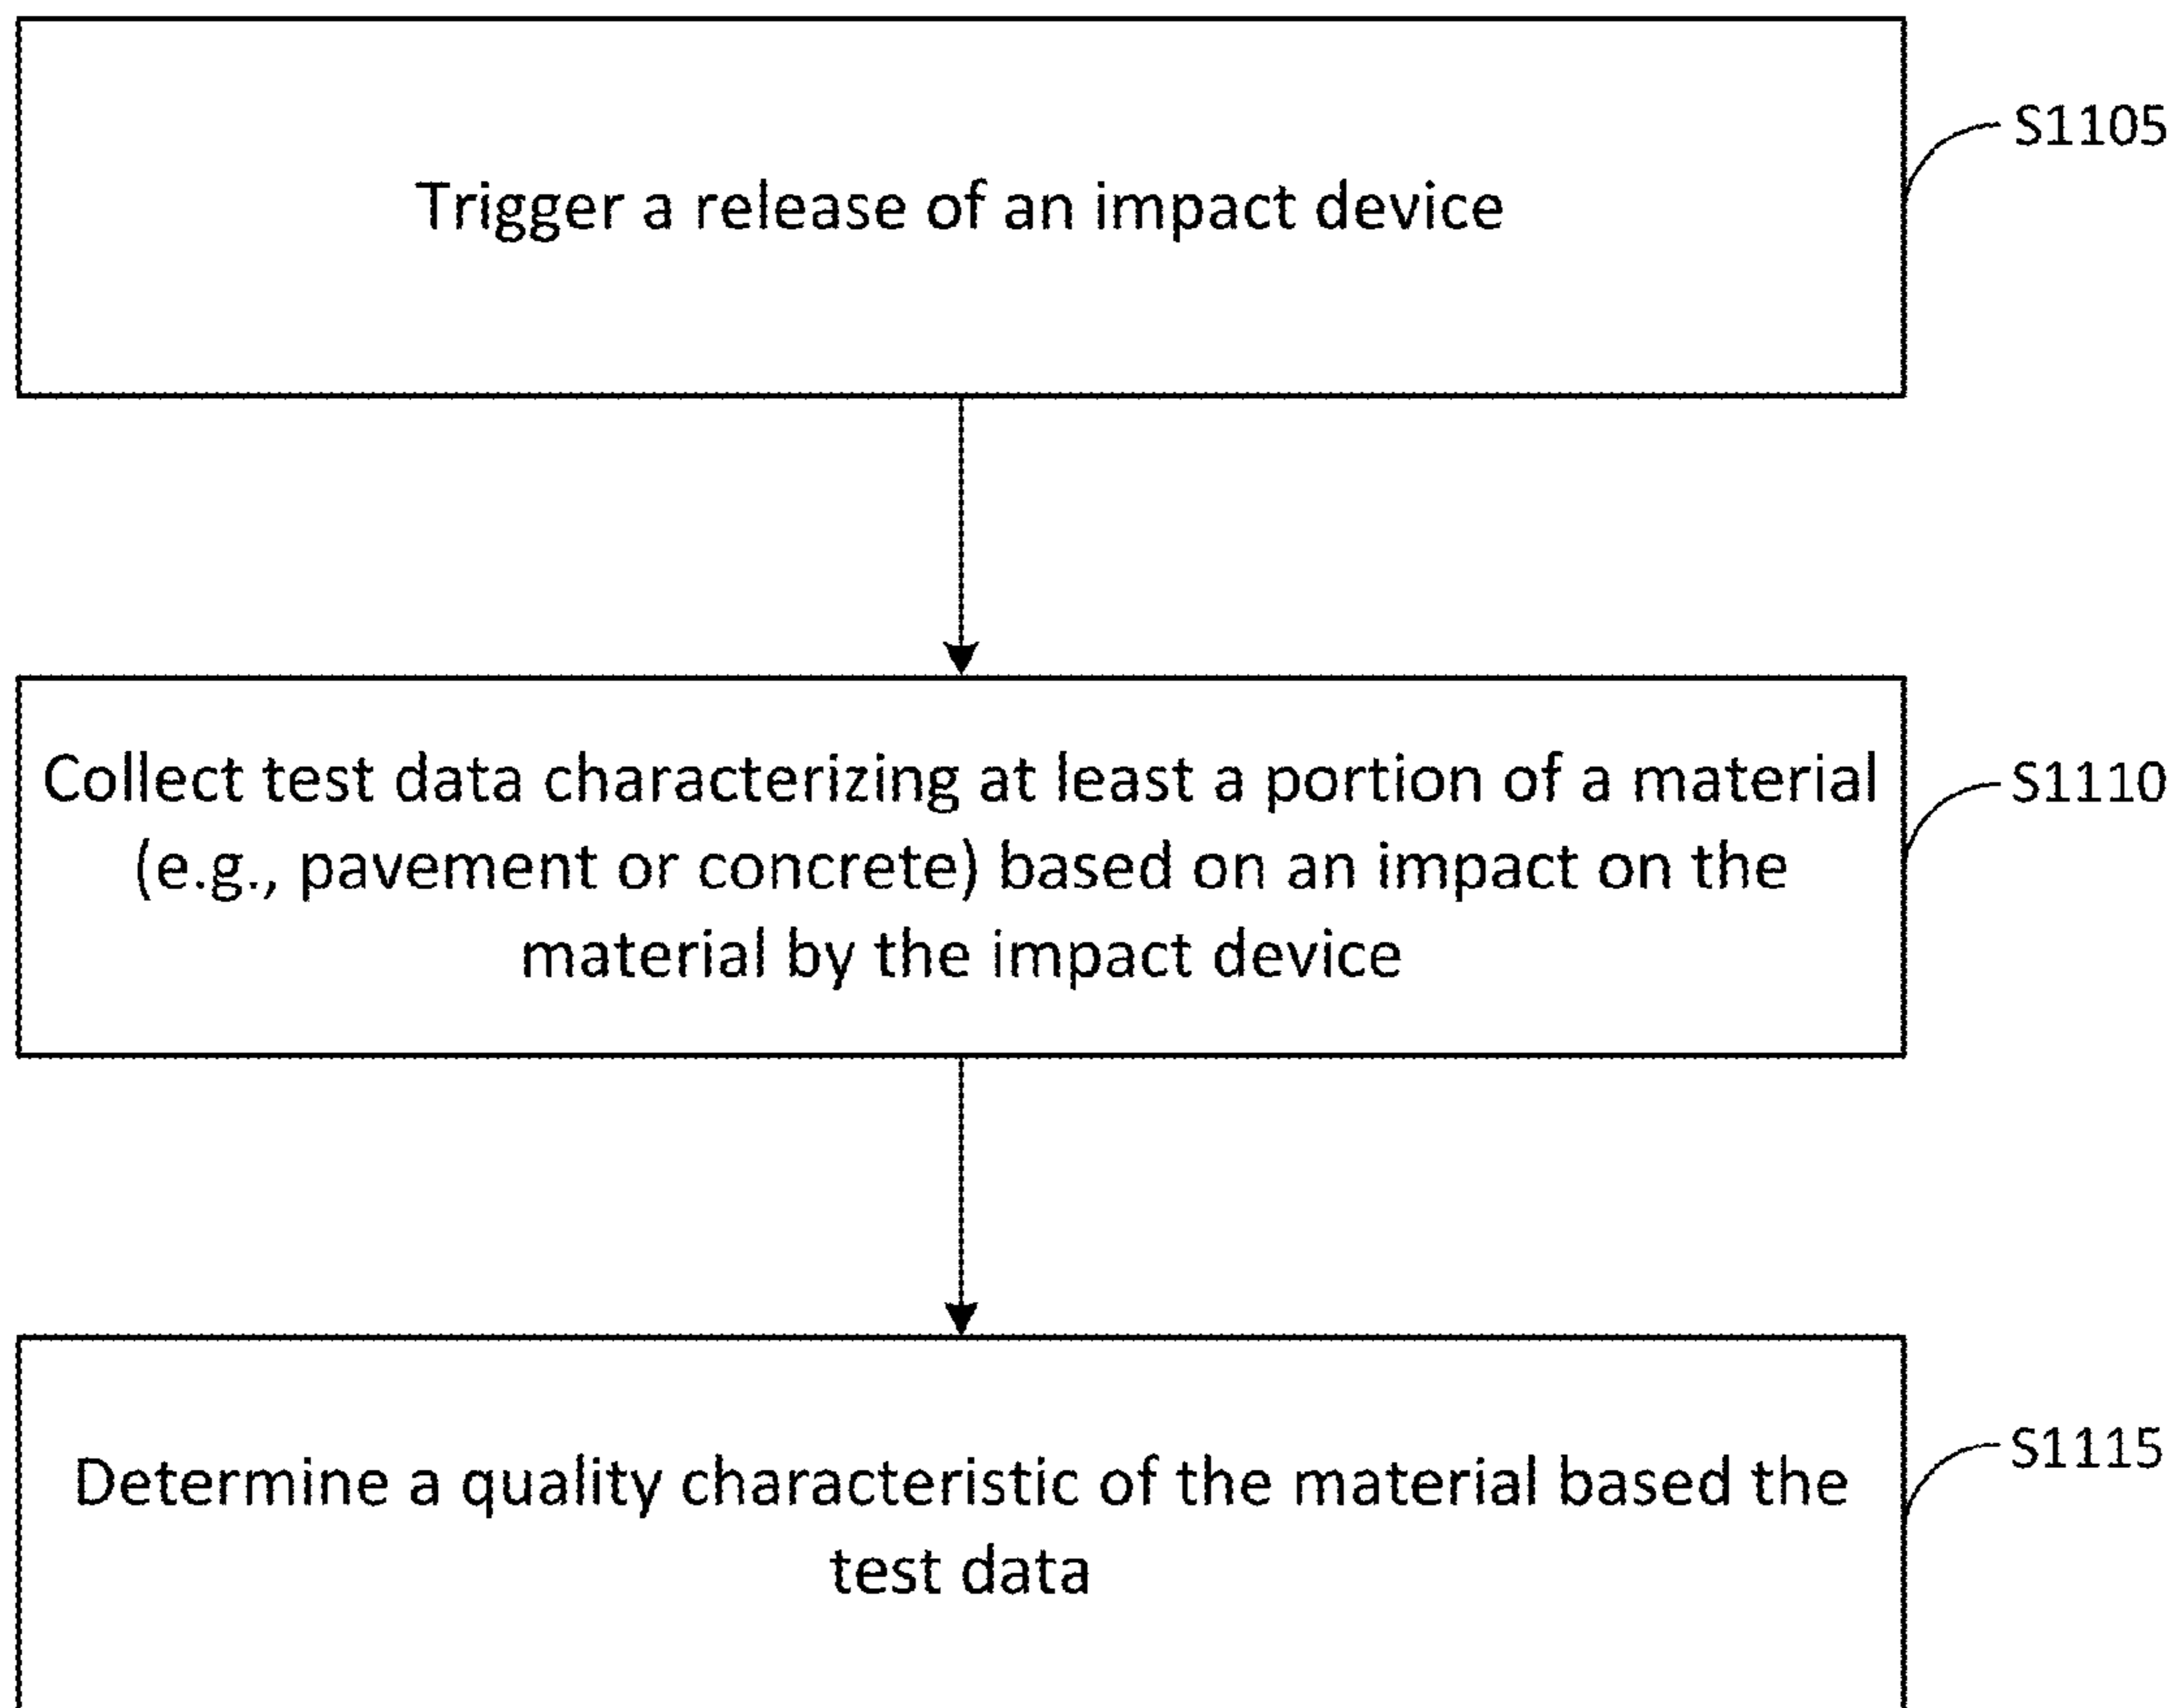 Trigger a release of an impact device
S1105
Collect test data characterizing at least a portion of a material
(e.g., pavement or concrete) based on an impact on the
material by the impact device
S1110
Determine a quality characteristic of the material based the
test data
S1115